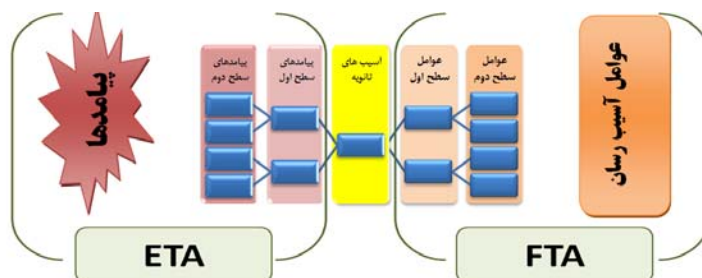 عوامل آسیب رسان
عوامل
سطح دوم
عوامل
سطح اول
آسیب های
ثانویه
پیامدهای
سطح اول
پیامدهای
سطح دوم
پیامدها
FTA
ETA